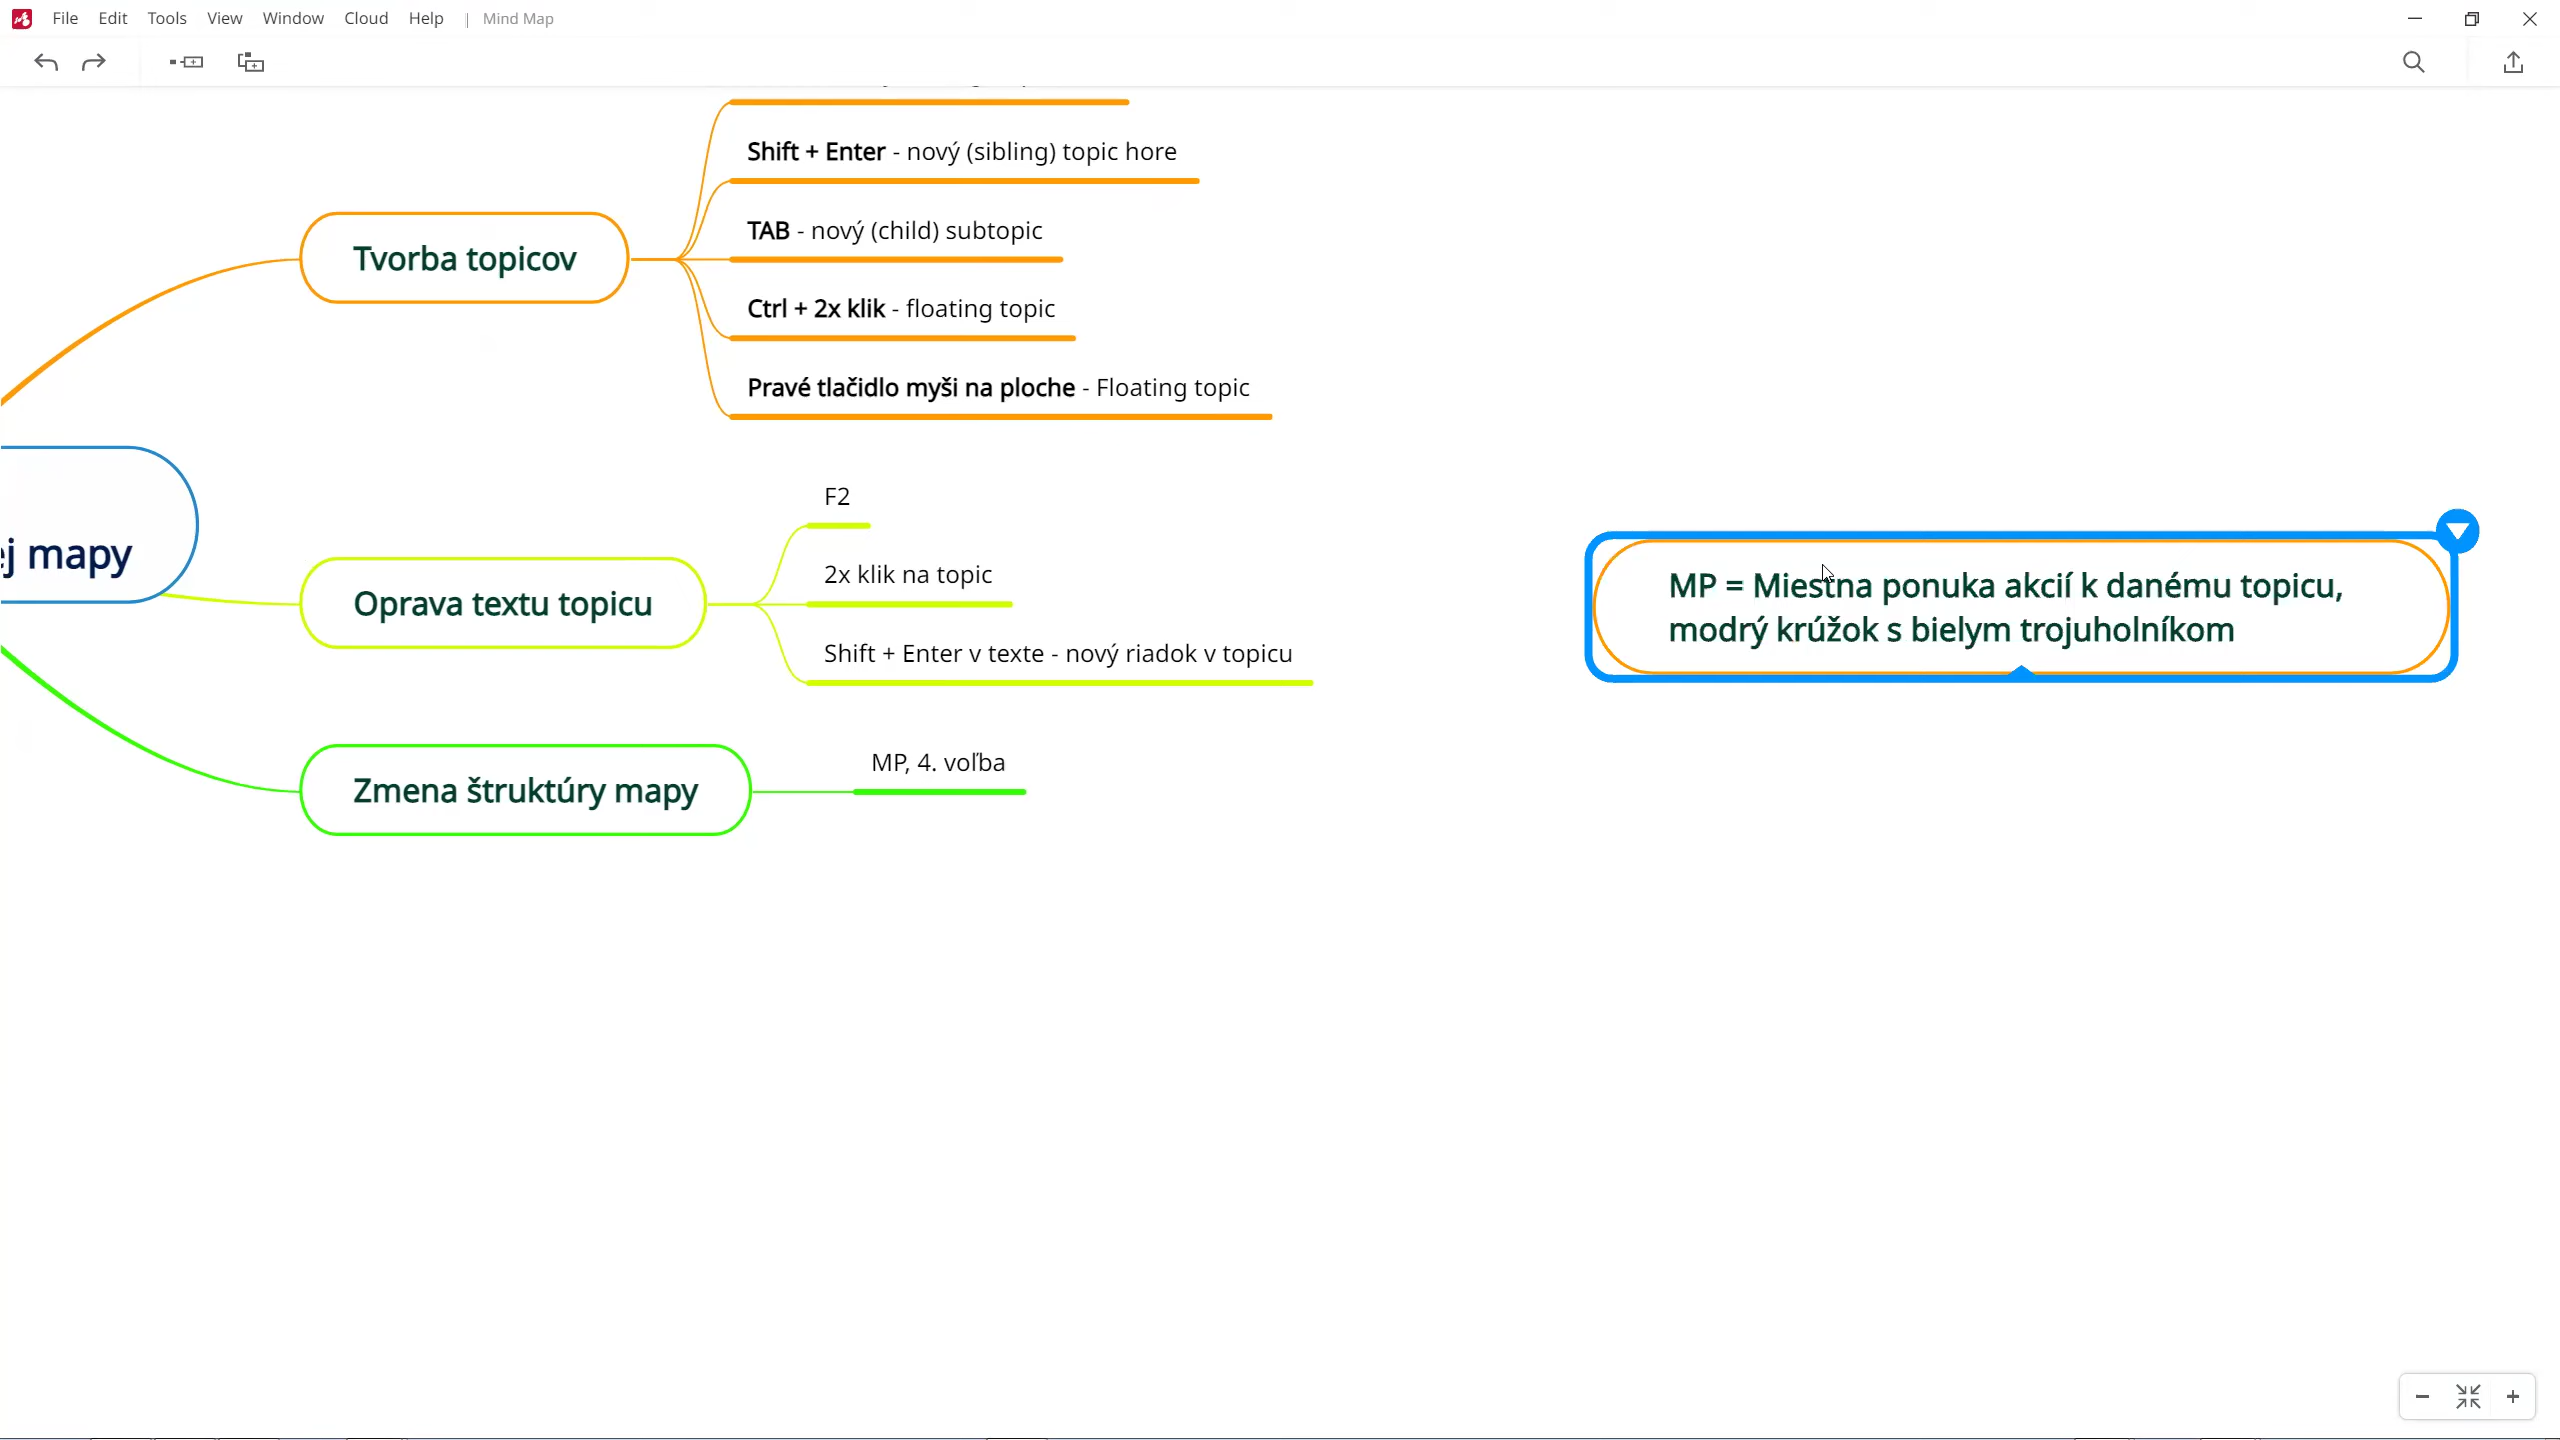 File Edit Tools View Window Cloud Help | Mind Map
Shift + Enter - nový (sibling) topic hore
TAB - nový (child) subtopic
Tvorba topicov
Ctrl + 2x klik - floating topic
Pravé tlačidlo myši na ploche - Floating topic
F2
mapy
2x klik na topic
Oprava textu topicu
Shift + Enter v texte - nový riadok v topicu
MP = Miestna ponuka akcií k danému topicu,
modrý krúžok s bielym trojuholníkom
MP, 4. voľba
Zmena štruktúry mapy